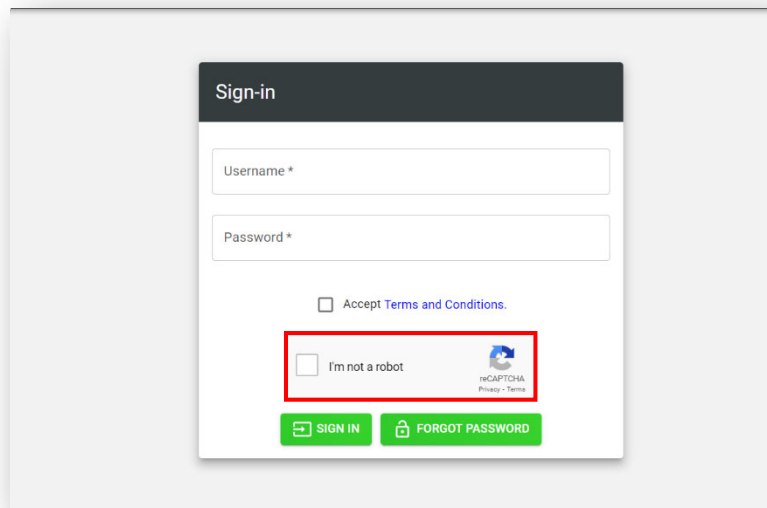 Sign-in
Username *
Password *
Accept Terms and Conditions.
I'm not a robot
reCAPTCHA
Privacy - Terms
SIGN IN
FORGOT PASSWORD